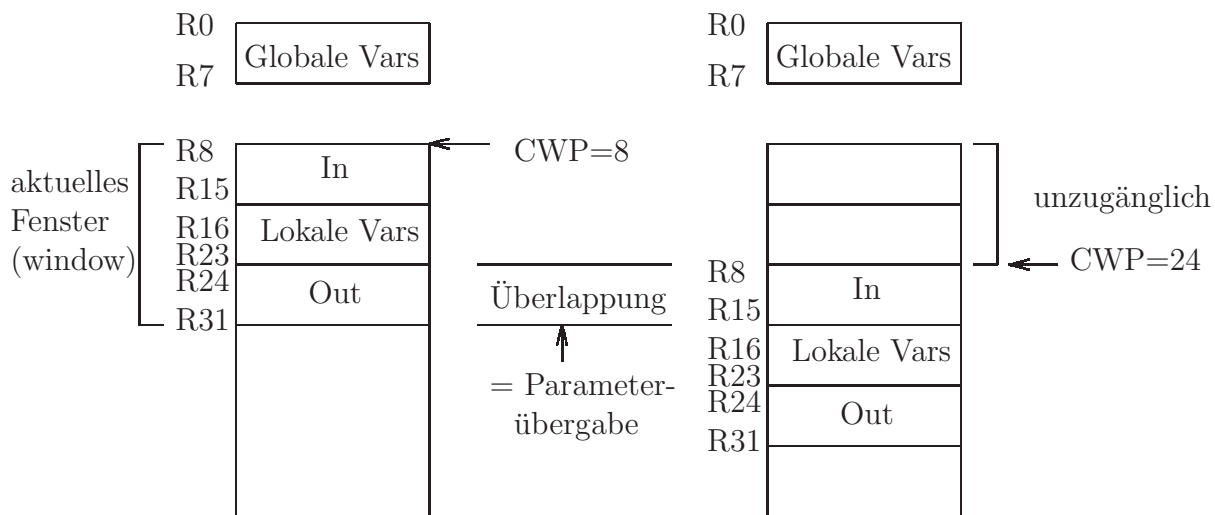 R0
Globale Vars
R7
R0
Globale Vars
R7
aktuelles
Fenster
(window)
R8
In
R15
R16
Lokale Vars
R23
R24
Out
R31
CWP=8
Überlappung
= Parameter-
übergabe
unzugänglich
CWP=24
R8
In
R15
R16
Lokale Vars
R23
R24
Out
R31